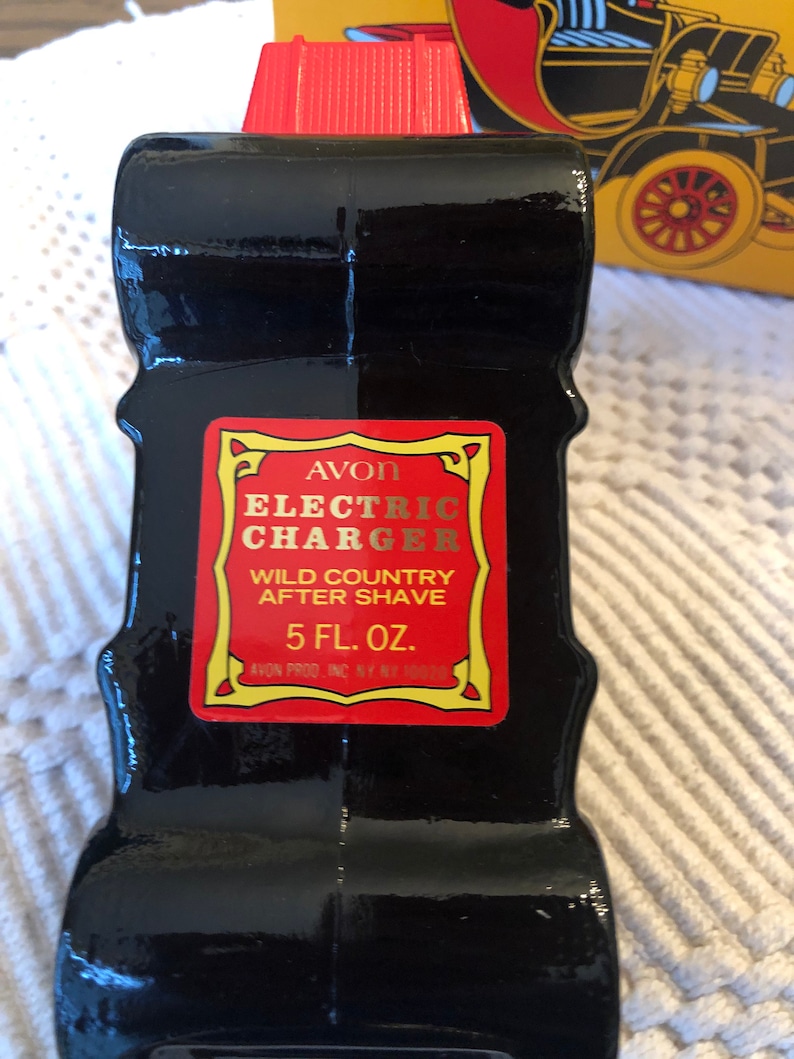 AVON
ELECTRIC
CHARGER
WILD COUNTRY
AFTER SHAVE
5 FL. OZ.
AVON PROD., INC. NY, NY. 10020